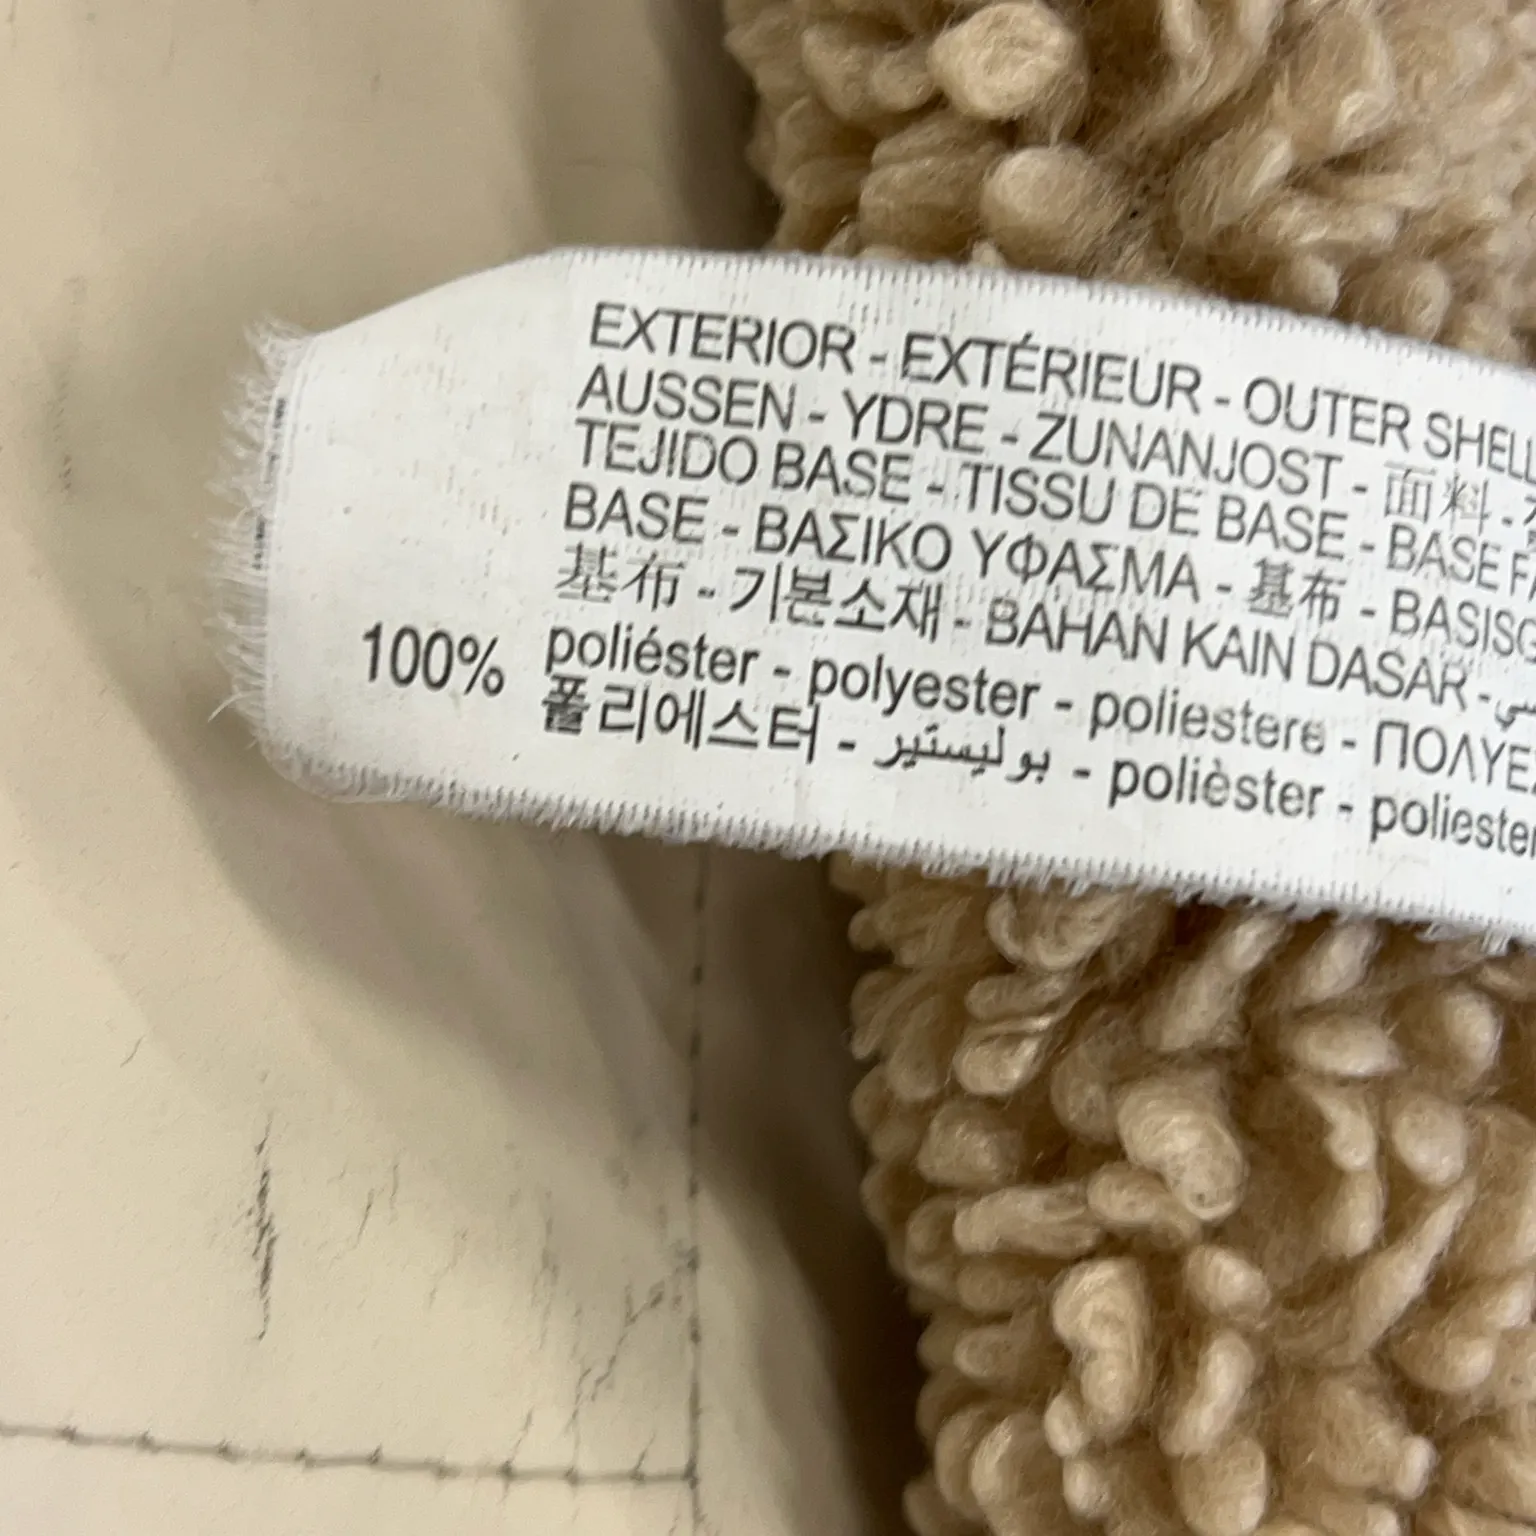 EXTERIOR - EXTÉRIEUR - OUTER SHELL
AUSSEN - YDRE - ZUNANJOST - 面料 -
TEJIDO BASE - TISSU DE BASE - BASE
BASE - ΒΑΣΙΚΟ ΥΦΑΣΜΑ - 基布 -
基布 - 기본소재 - BAHAN KAIN DASAR -
100% poliéster - polyester - poliestere -
폴리에스터 - بوليستير - polièster -